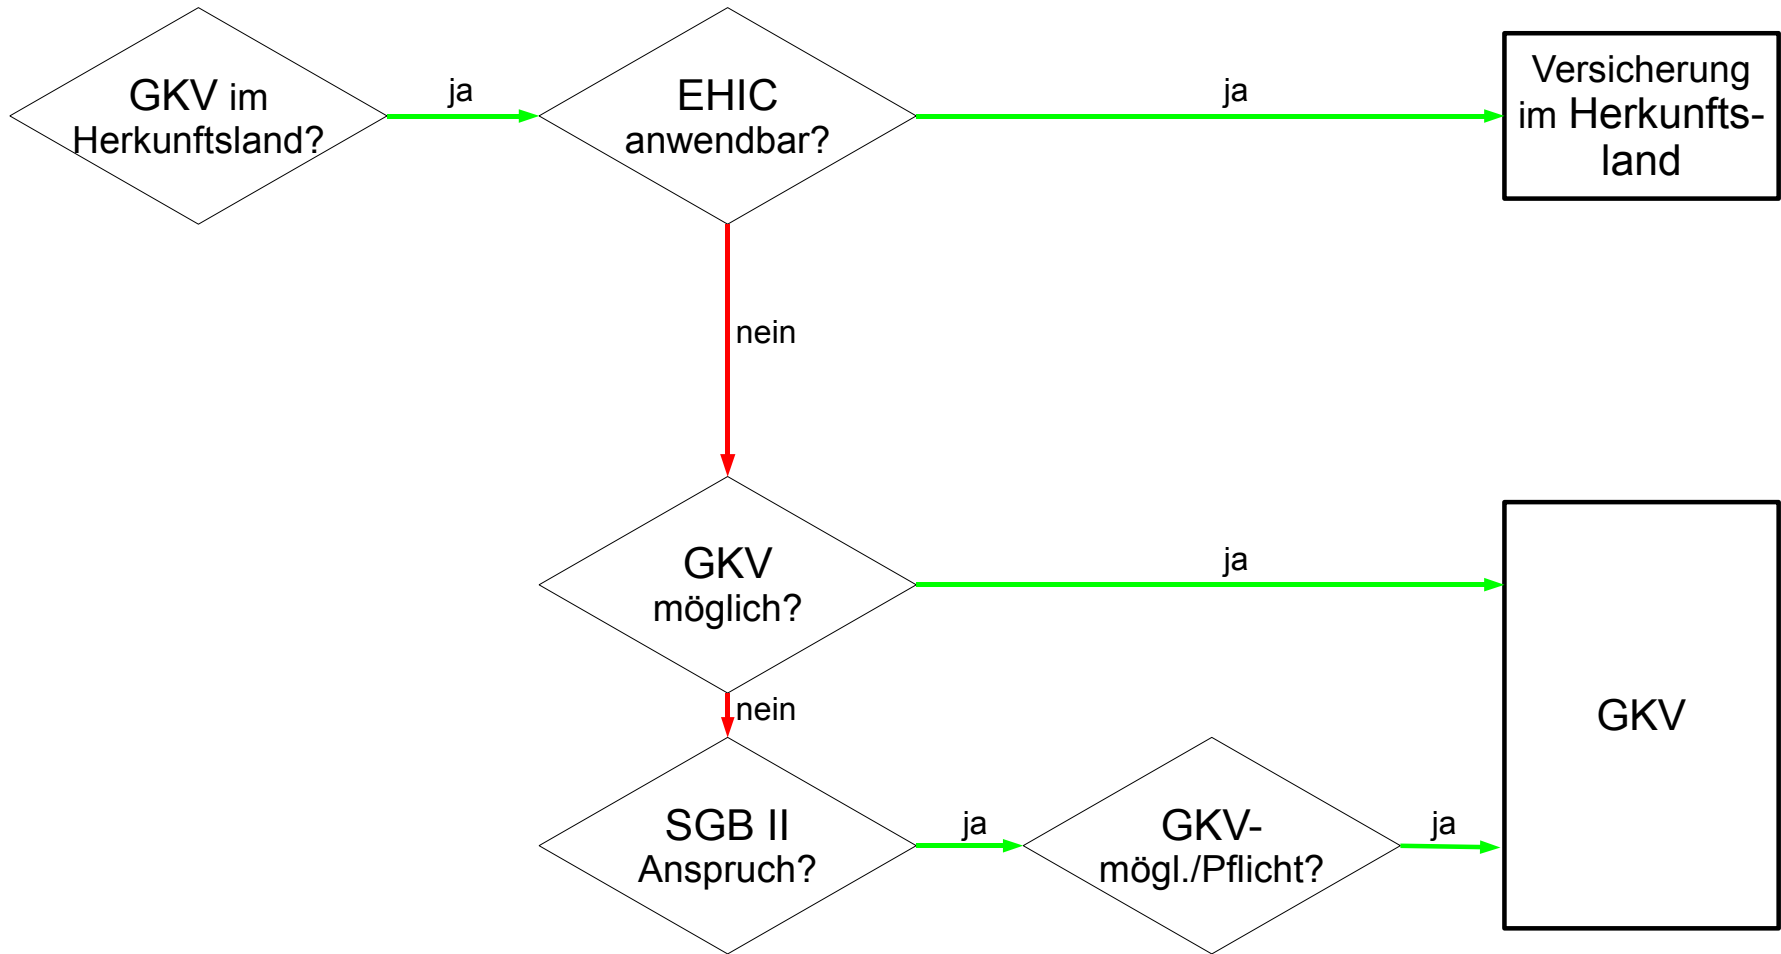 GKV im
Herkunftsland?
ja
EHIC
anwendbar?
ja
Versicherung
im Herkunfts-
land
nein
GKV
möglich?
ja
GKV
nein
SGB II
Anspruch?
ja
GKV-
mögl./Pflicht?
ja